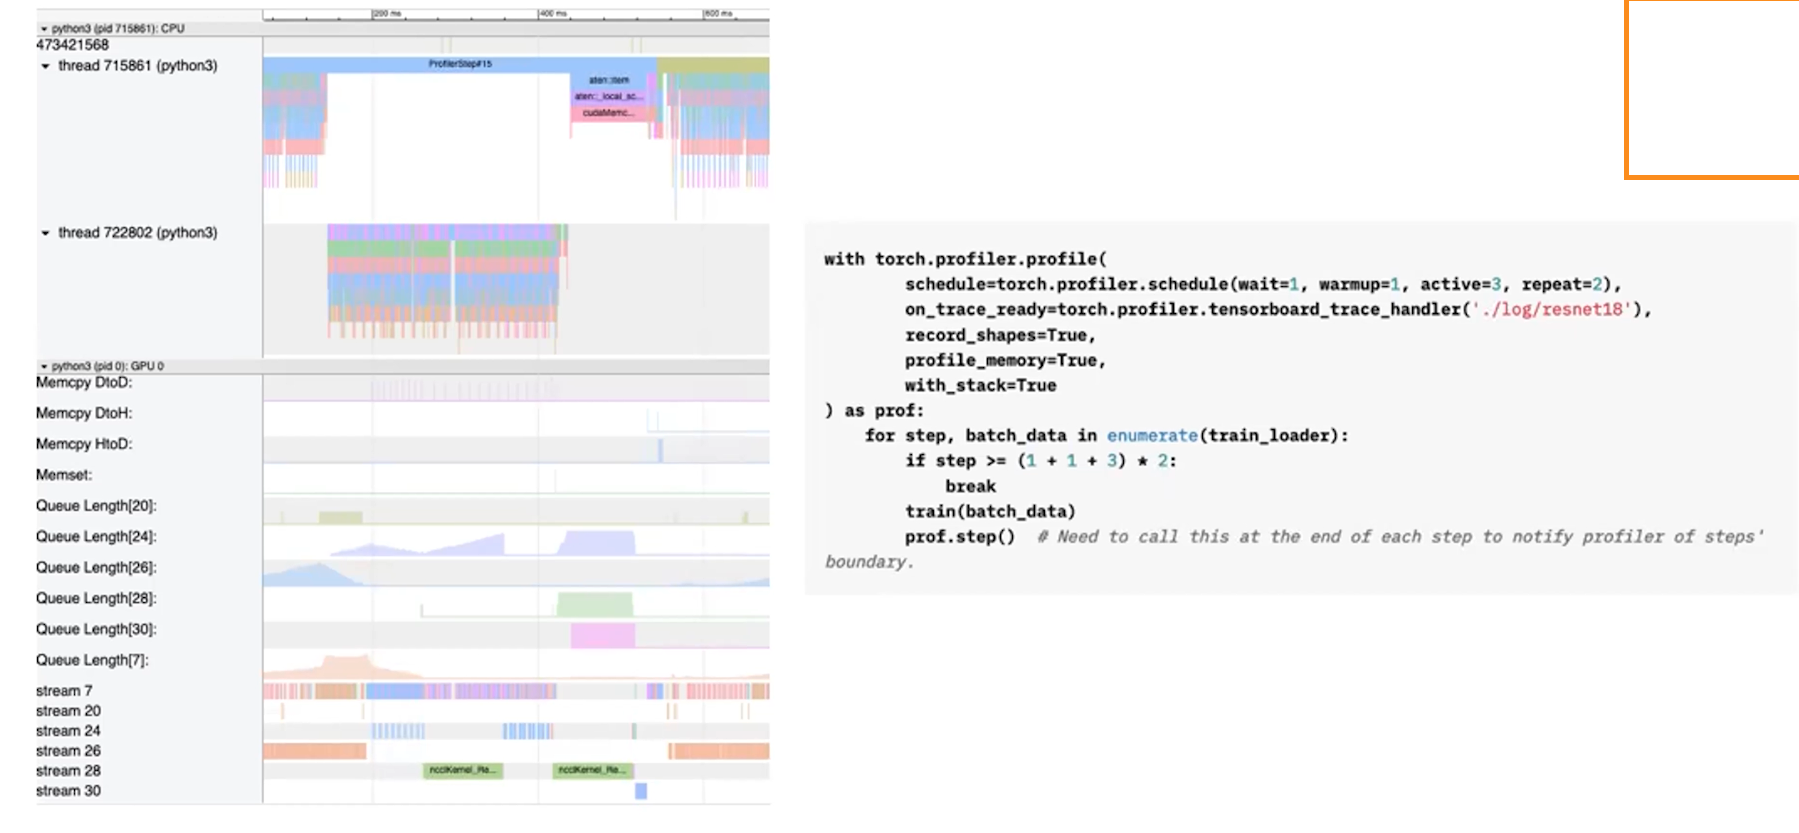 200 ms
400 ms
600 ms
python3 (pid 715861): CPU
473421568
thread 715861 (python3)
ProfilerStep#15
aten::item
aten::_local_sc...
cudaMemc...
thread 722802 (python3)
python3 (pid 0): GPU 0
Memcpy DtoD:
Memcpy DtoH:
Memcpy HtoD:
Memset:
Queue Length[20]:
Queue Length[24]:
Queue Length[26]:
Queue Length[28]:
Queue Length[30]:
Queue Length[7]:
stream 7
stream 20
stream 24
stream 26
stream 28
ncclKernel_Re...
ncclKernel_Re...
stream 30
with torch.profiler.profile(
schedule=torch.profiler.schedule(wait=1, warmup=1, active=3, repeat=2),
on_trace_ready=torch.profiler.tensorboard_trace_handler('./log/resnet18'),
record_shapes=True,
profile_memory=True,
with_stack=True
) as prof:
for step, batch_data in enumerate(train_loader):
if step >= (1 + 1 + 3) * 2:
break
train(batch_data)
prof.step()  # Need to call this at the end of each step to notify profiler of steps'
boundary.